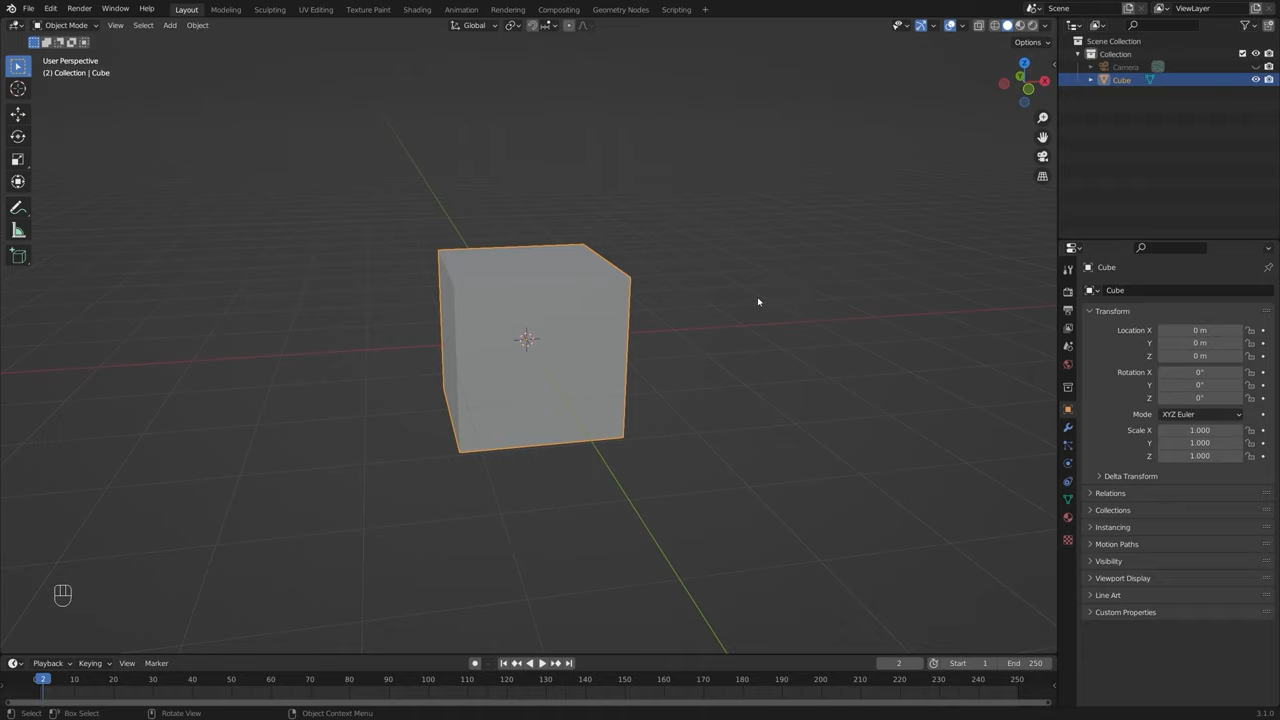 File Edit Render Window Help Layout Modeling Sculpting UV Editing Texture Paint Shading Animation Rendering Compositing Geometry Nodes Scripting + Scene ViewLayer
Object Mode View Select Add Object Global
Options
User Perspective
(2) Collection | Cube
Z
Y
X
Scene Collection
Collection
Camera
Cube
Cube
Cube
Transform
Location X 0 m
Y 0 m
Z 0 m
Rotation X 0°
Y 0°
Z 0°
Mode XYZ Euler
Scale X 1.000
Y 1.000
Z 1.000
Delta Transform
Relations
Collections
Instancing
Motion Paths
Visibility
Viewport Display
Line Art
Custom Properties
Playback Keying View Marker 2 Start 1 End 250
2 10 20 30 40 50 60 70 80 90 100 110 120 130 140 150 160 170 180 190 200 210 220 230 240 250
Select Box Select Rotate View Object Context Menu 3.1.0